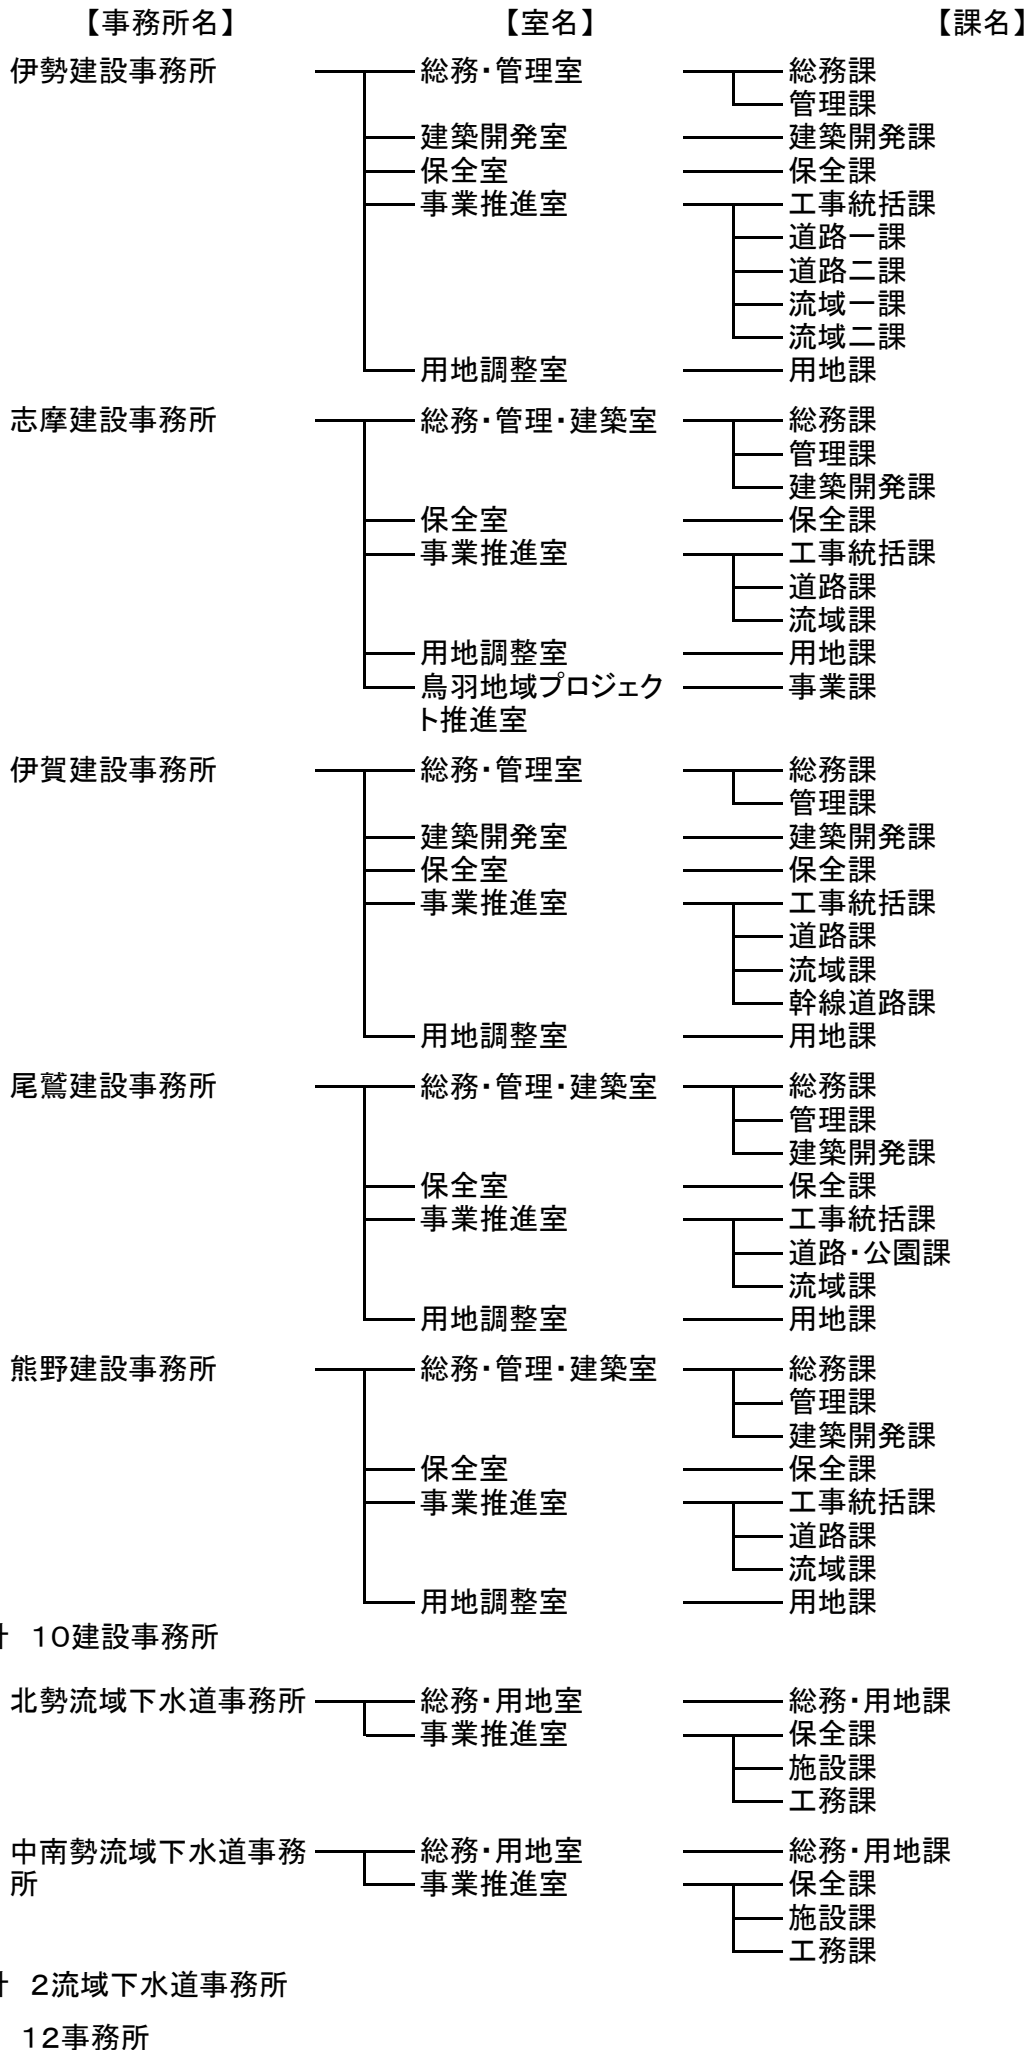 【事務所名】 【室名】 【課名】
伊勢建設事務所 総務・管理室 総務課
管理課
建築開発室 建築開発課
保全室 保全課
事業推進室 工事統括課
道路一課
道路二課
流域一課
流域二課
用地調整室 用地課
志摩建設事務所 総務・管理・建築室 総務課
管理課
建築開発課
保全室 保全課
事業推進室 工事統括課
道路課
流域課
用地調整室 用地課
鳥羽地域プロジェク 事業課
ト推進室
伊賀建設事務所 総務・管理室 総務課
管理課
建築開発室 建築開発課
保全室 保全課
事業推進室 工事統括課
道路課
流域課
幹線道路課
用地調整室 用地課
尾鷲建設事務所 総務・管理・建築室 総務課
管理課
建築開発課
保全室 保全課
事業推進室 工事統括課
道路・公園課
流域課
用地調整室 用地課
熊野建設事務所 総務・管理・建築室 総務課
管理課
建築開発課
保全室 保全課
事業推進室 工事統括課
道路課
流域課
用地調整室 用地課
10建設事務所
北勢流域下水道事務所 総務・用地室 総務・用地課
事業推進室 保全課
施設課
工務課
中南勢流域下水道事務 総務・用地室 総務・用地課
所 事業推進室 保全課
施設課
工務課
2流域下水道事務所
12事務所